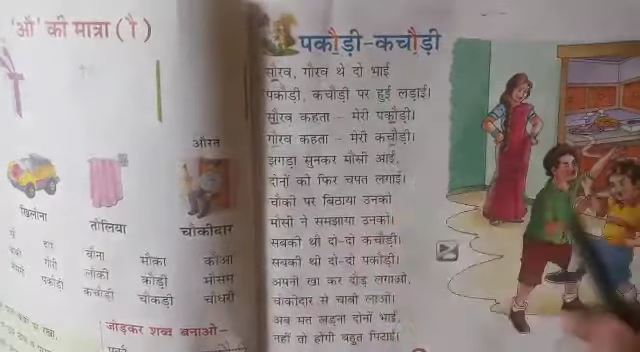 'औ' की मात्रा ( ौ )
औरत
खिलौना
तौलिया
चौकीदार
बौना मौका कौआ
गौरी लौकी कौड़ी मौसम
पकौड़ी कचौड़ी चौकड़ी चौधरी
जोड़कर शब्द बनाओ–
पकौड़ी-कचौड़ी
सौरव, गौरव थे दो भाई
पकौड़ी, कचौड़ी पर हुई लड़ाई।
सौरव कहता – मेरी पकौड़ी।
गौरव कहता – मेरी कचौड़ी।
झगड़ा सुनकर मौसी आई,
दोनों को फिर चपत लगाई।
चौकी पर बिठाया उनको
मौसी ने समझाया उनको।
सबकी थी दो-दो कचौड़ी।
सबकी थी दो-दो पकौड़ी।
अपनी खा कर दौड़ लगाओ,
चौकीदार से चाबी लाओ।
अब मत लड़ना दोनों भाई,
नहीं तो होगी बहुत पिटाई।